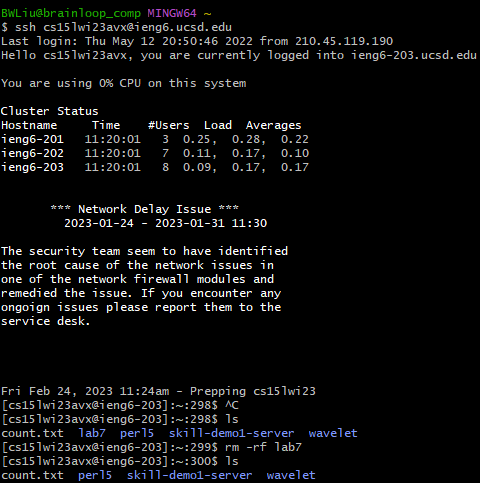 BWLiu@brainloop_comp MINGW64 ~
$ ssh cs15lwi23avx@ieng6.ucsd.edu
Last login: Thu May 12 20:50:46 2022 from 210.45.119.190
Hello cs15lwi23avx, you are currently logged into ieng6-203.ucsd.edu
You are using 0% CPU on this system
Cluster Status
Hostname     Time    #Users  Load  Averages
ieng6-201   11:20:01   3  0.25,  0.28,  0.22
ieng6-202   11:20:01   7  0.11,  0.17,  0.10
ieng6-203   11:20:01   8  0.09,  0.17,  0.17
*** Network Delay Issue ***
2023-01-24 - 2023-01-31 11:30
The security team seem to have identified
the root cause of the network issues in
one of the network firewall modules and
remedied the issue. If you encounter any
ongoign issues please report them to the
service desk.
Fri Feb 24, 2023 11:24am - Prepping cs15lwi23
[cs15lwi23avx@ieng6-203]:~:298$ ^C
[cs15lwi23avx@ieng6-203]:~:298$ ls
count.txt  lab7  perl5  skill-demo1-server  wavelet
[cs15lwi23avx@ieng6-203]:~:299$ rm -rf lab7
[cs15lwi23avx@ieng6-203]:~:300$ ls
count.txt  perl5  skill-demo1-server  wavelet